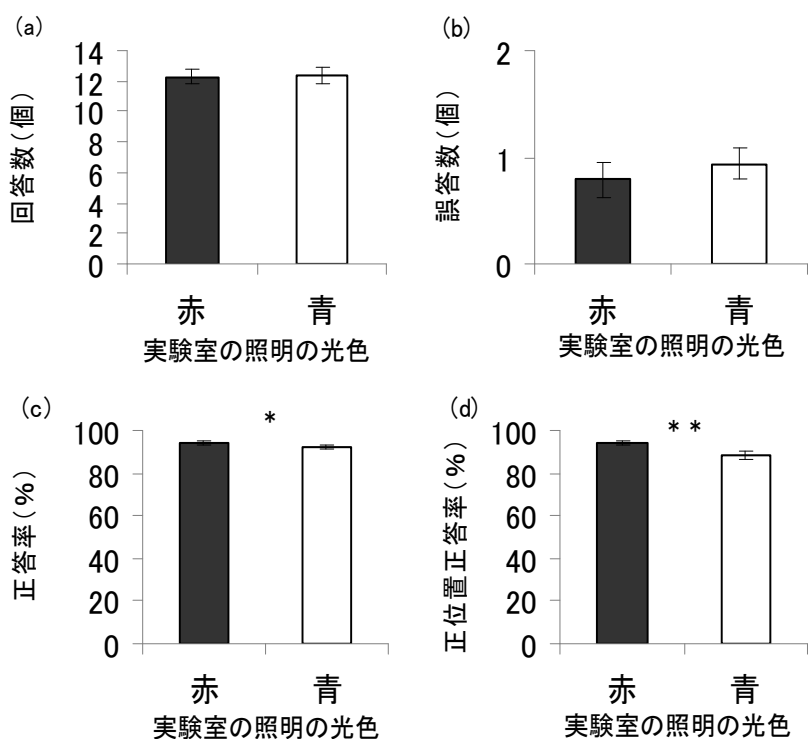 (a)
回答数(個)
14
12
10
8
6
4
2
0
赤 青
実験室の照明の光色
(b)
誤答数(個)
2
1
0
赤 青
実験室の照明の光色
(c)
正答率(%)
*
100
80
60
40
20
0
赤 青
実験室の照明の光色
(d)
正位置正答率(%)
**
100
80
60
40
20
0
赤 青
実験室の照明の光色